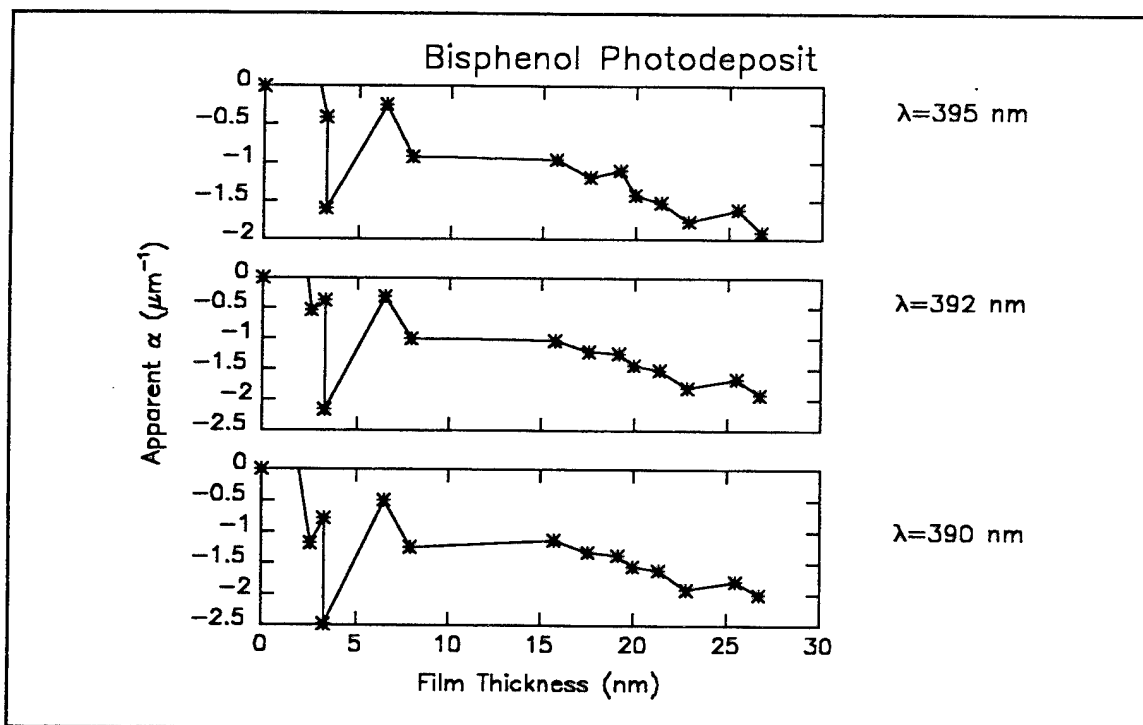 Bisphenol Photodeposit
0
−0.5
−1
−1.5
−2
λ=395 nm
0
−0.5
−1
−1.5
−2
−2.5
λ=392 nm
Apparent α (μm⁻¹)
0
−0.5
−1
−1.5
−2
−2.5
λ=390 nm
0 5 10 15 20 25 30
Film Thickness (nm)